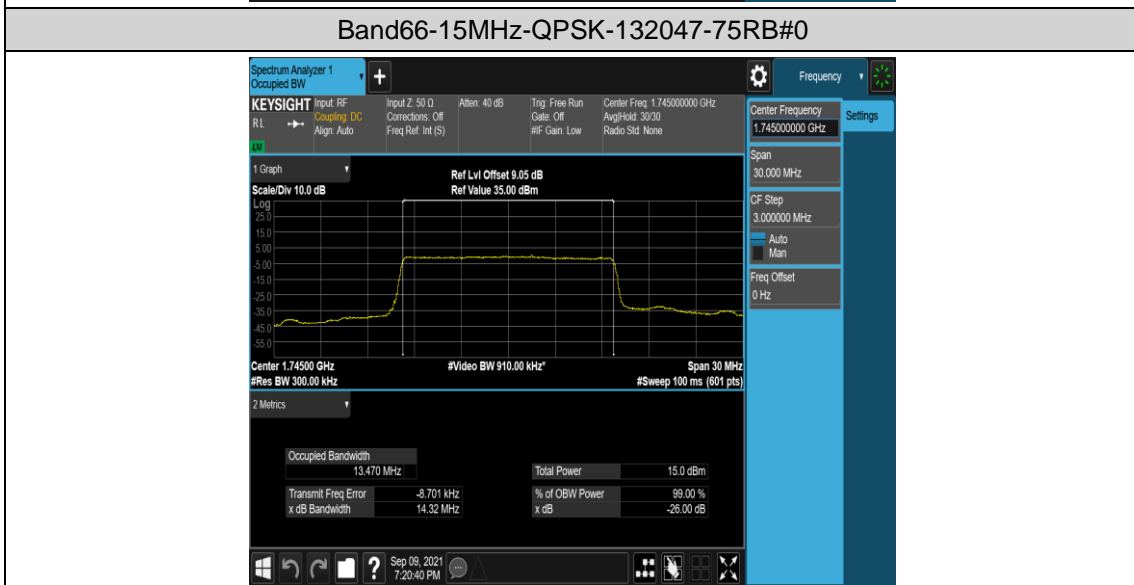 Band66-15MHz-QPSK-132047-75RB#0
Spectrum Analyzer 1
Occupied BW
+
Frequency
KEYSIGHT
RL
LXI
Input: RF
Coupling: DC
Align: Auto
Input Z: 50 Ω
Corrections: Off
Freq Ref: Int (S)
Atten: 40 dB
Trig: Free Run
Gate: Off
#IF Gain: Low
Center Freq: 1.745000000 GHz
Avg|Hold: 30/30
Radio Std: None
Center Frequency
1.745000000 GHz
Settings
Span
30.000 MHz
CF Step
3.000000 MHz
Auto
Man
Freq Offset
0 Hz
1 Graph
Ref Lvl Offset 9.05 dB
Scale/Div 10.0 dB
Ref Value 35.00 dBm
Log
25.0
15.0
5.00
-5.00
-15.0
-25.0
-35.0
-45.0
-55.0
Center 1.74500 GHz
#Video BW 910.00 kHz*
Span 30 MHz
#Res BW 300.00 kHz
#Sweep 100 ms (601 pts)
2 Metrics
Occupied Bandwidth
13.470 MHz
Total Power 15.0 dBm
Transmit Freq Error -8.701 kHz
% of OBW Power 99.00 %
x dB Bandwidth 14.32 MHz
x dB -26.00 dB
?
Sep 09, 2021
7:20:40 PM